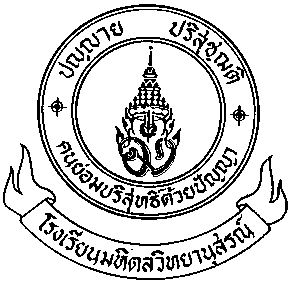 ปญฺญาย ปริสุชฺฌติ
คนย่อมบริสุทธิ์ด้วยปัญญา
โรงเรียนมหิดลวิทยานุสรณ์